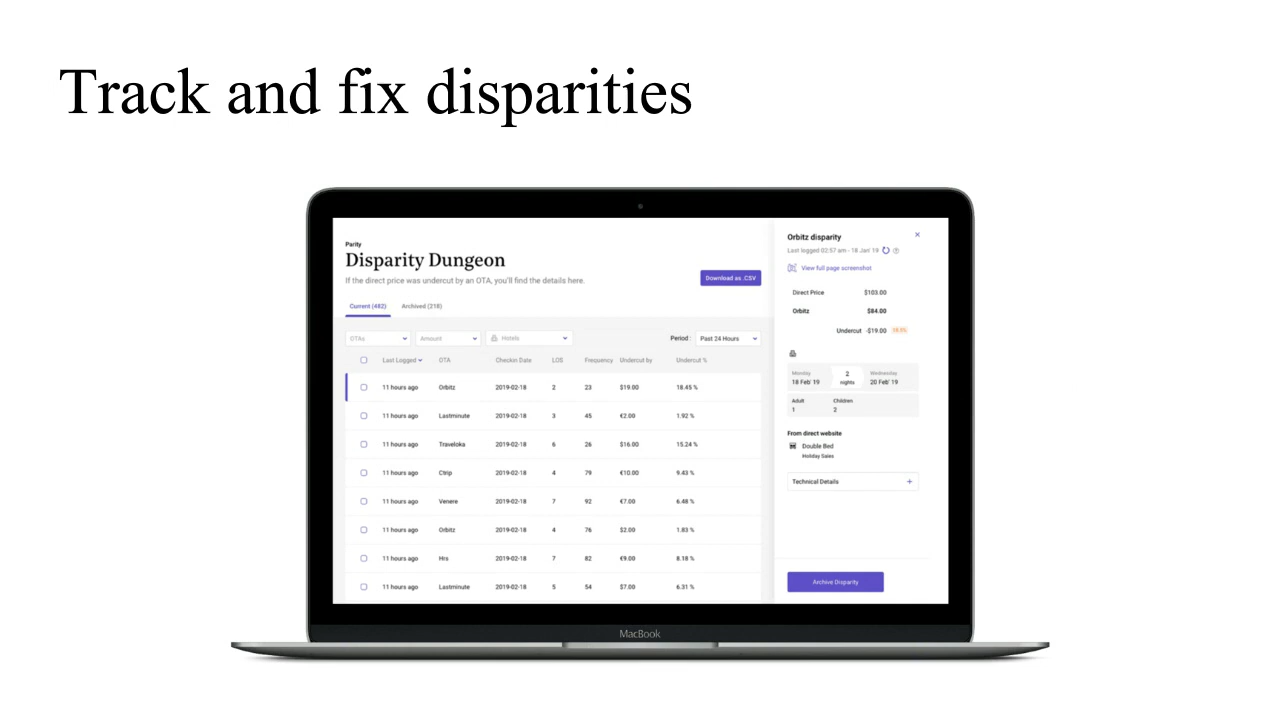 Track and fix disparities
Parity
Disparity Dungeon
If the direct price was undercut by an OTA, you'll find the details here.
Download as .CSV
Current (482) Archived (218)
OTAs Amount Hotels Period : Past 24 Hours
Last Logged OTA Checkin Date LOS Frequency Undercut by Undercut %
11 hours ago Orbitz 2019-02-18 2 23 $19.00 18.45 %
11 hours ago Lastminute 2019-02-18 3 45 €2.00 1.92 %
11 hours ago Traveloka 2019-02-18 6 26 $16.00 15.24 %
11 hours ago Ctrip 2019-02-18 4 79 €10.00 9.43 %
11 hours ago Venere 2019-02-18 7 92 €7.00 6.48 %
11 hours ago Orbitz 2019-02-18 4 76 $2.00 1.83 %
11 hours ago Hrs 2019-02-18 7 82 €9.00 8.18 %
11 hours ago Lastminute 2019-02-18 5 54 $7.00 6.31 %
Orbitz disparity
Last logged 02:57 am - 18 Jan' 19
View full page screenshot
Direct Price $103.00
Orbitz $84.00
Undercut -$19.00
Monday 2 Wednesday
18 Feb' 19 nights 20 Feb' 19
Adult Children
1 2
From direct website
Double Bed
Holiday Sales
Technical Details +
Archive Disparity
MacBook